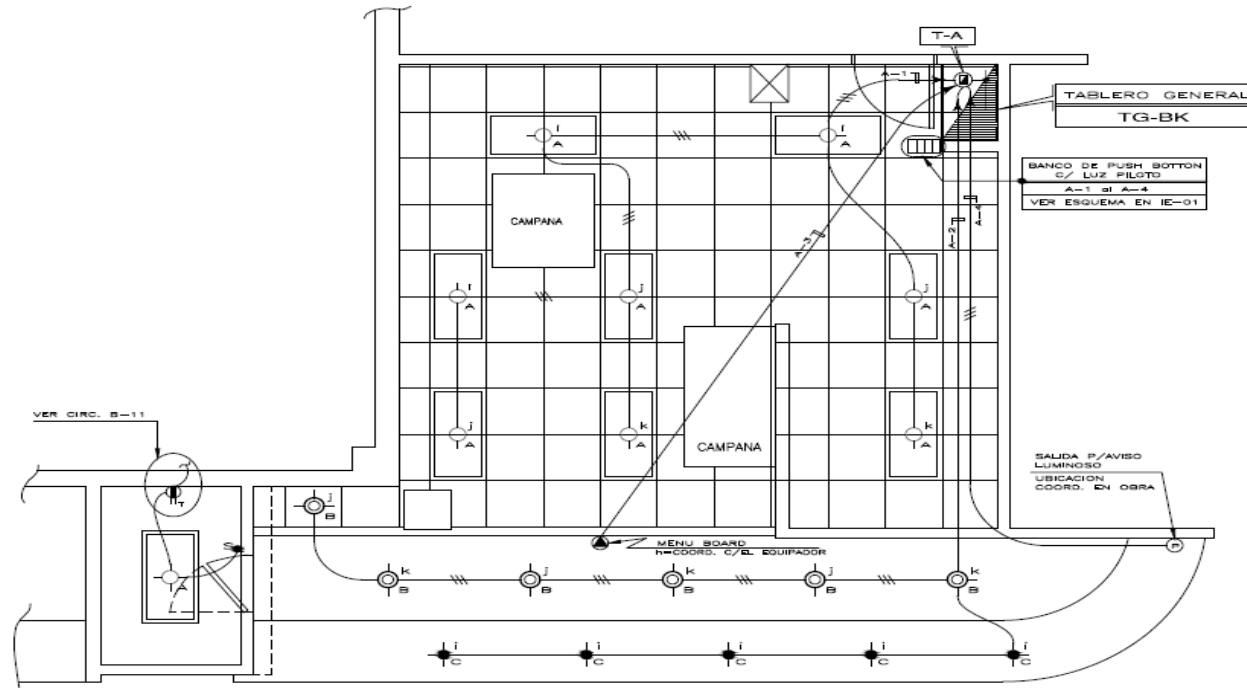 T-A
A-1
TABLERO GENERAL
TG-BK
i
A
i
A
BANCO DE PUSH BOTTON
C/ LUZ PILOTO
A-1 al A-4
VER ESQUEMA EN IE-01
CAMPANA
A-4
A-2
A-3
i
A
j
A
j
A
j
A
k
A
k
A
CAMPANA
VER CIRC. B-11
SALIDA P/AVISO
LUMINOSO
UBICACION
COORD. EN OBRA
T
j
B
S
MENU BOARD
h-COORD. C/EL EQUIPADOR
P
A
k
B
j
B
k
B
j
B
k
B
i
C
i
C
i
C
i
C
i
C